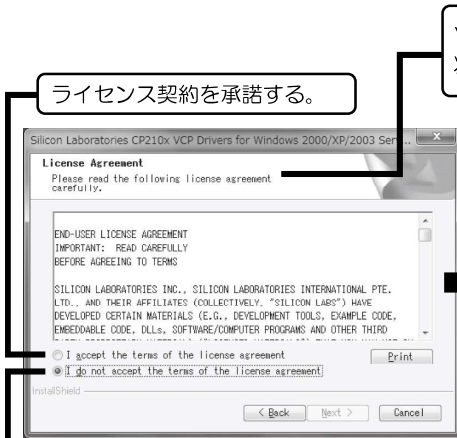 ライセンス契約を承諾する。
Silicon Laboratories CP210x VCP Drivers for Windows 2000/XP/2003 Ser...
License Agreement
Please read the following license agreement
carefully.
END-USER LICENSE AGREEMENT
IMPORTANT: READ CAREFULLY
BEFORE AGREEING TO TERMS
SILICON LABORATORIES INC., SILICON LABORATORIES INTERNATIONAL PTE.
LTD., AND THEIR AFFILIATES (COLLECTIVELY, "SILICON LABS") HAVE
DEVELOPED CERTAIN MATERIALS (E.G., DEVELOPMENT TOOLS, EXAMPLE CODE,
EMBEDDABLE CODE, DLLs, SOFTWARE/COMPUTER PROGRAMS AND OTHER THIRD
I accept the terms of the license agreement
Print
I do not accept the terms of the license agreement
InstallShield
< Back
Next >
Cancel